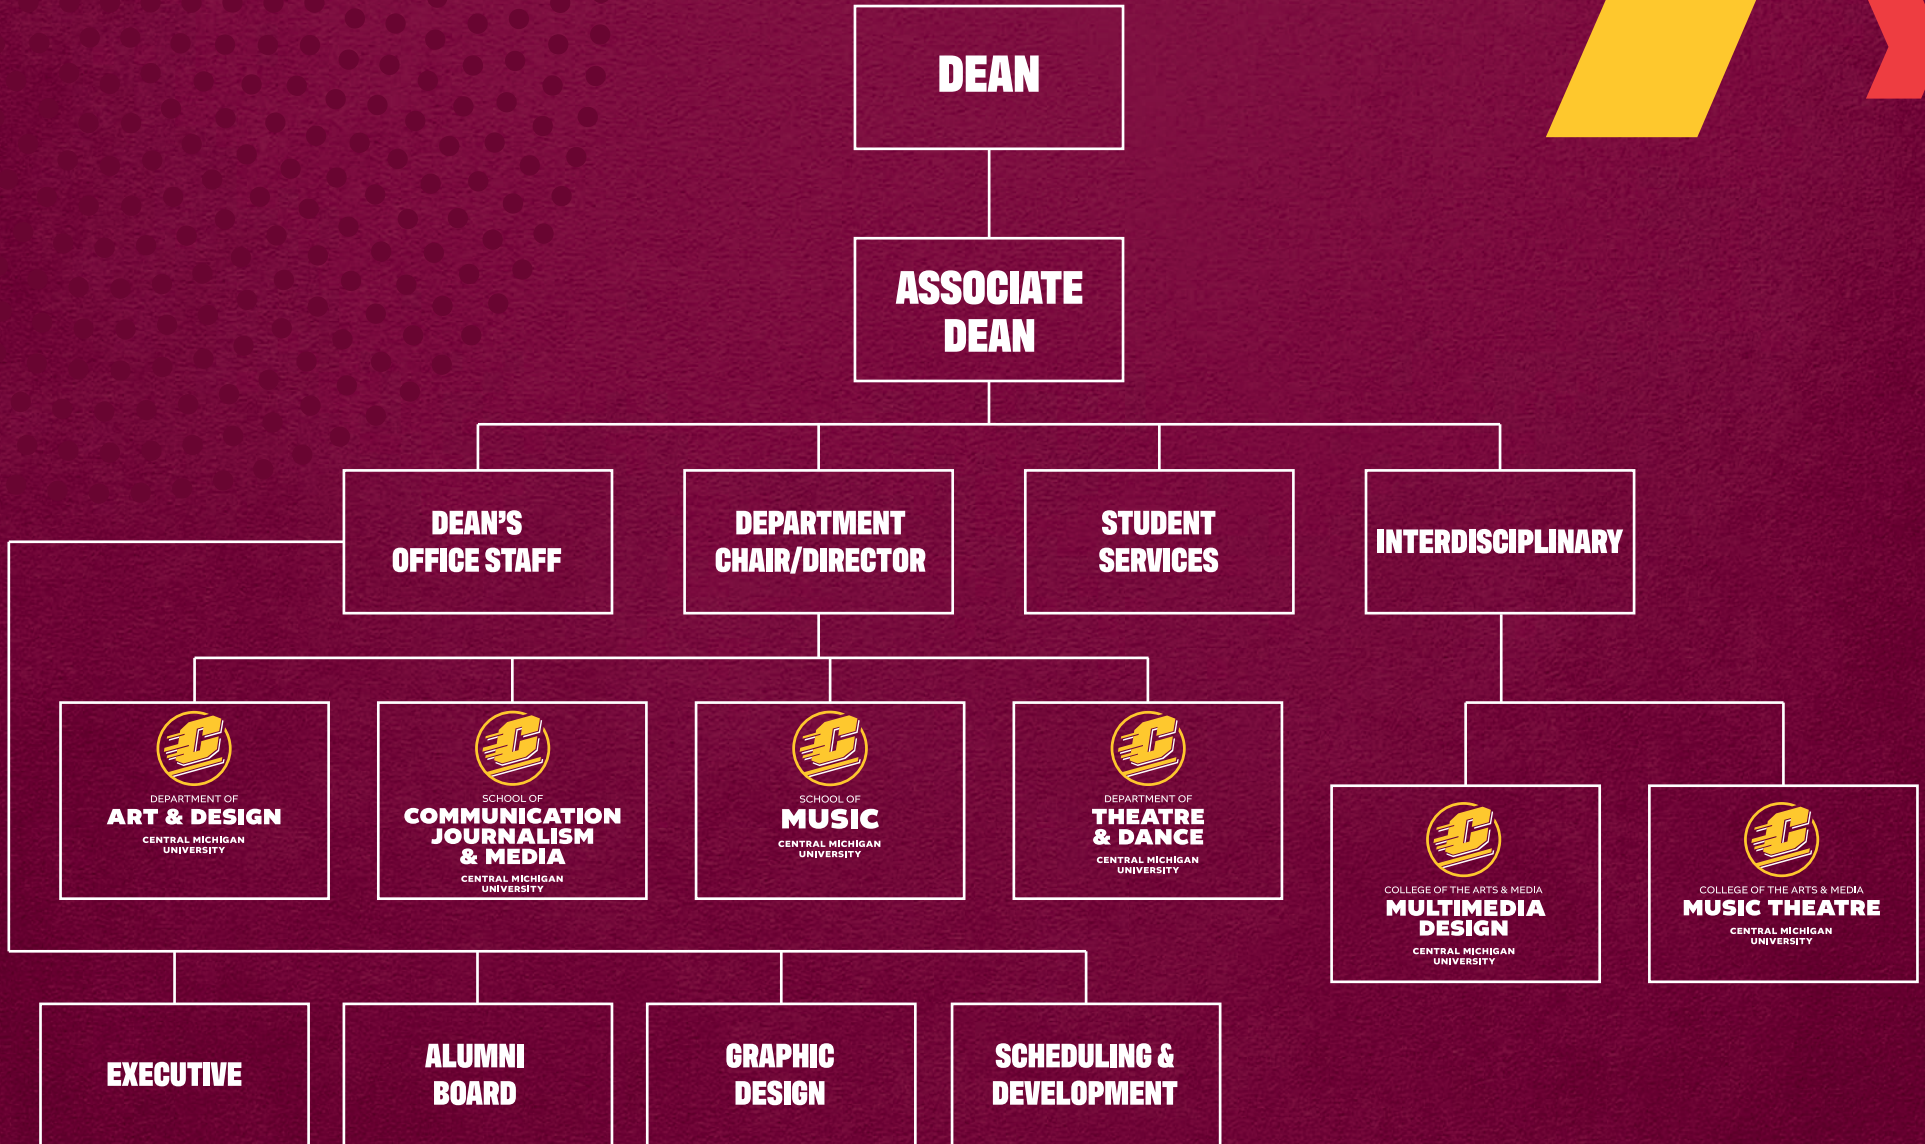 DEAN
ASSOCIATE
DEAN
DEAN'S
OFFICE STAFF
DEPARTMENT
CHAIR/DIRECTOR
STUDENT
SERVICES
INTERDISCIPLINARY
DEPARTMENT OF
ART & DESIGN
CENTRAL MICHIGAN
UNIVERSITY
SCHOOL OF
COMMUNICATION
JOURNALISM
& MEDIA
CENTRAL MICHIGAN
UNIVERSITY
SCHOOL OF
MUSIC
CENTRAL MICHIGAN
UNIVERSITY
DEPARTMENT OF
THEATRE
& DANCE
CENTRAL MICHIGAN
UNIVERSITY
COLLEGE OF THE ARTS & MEDIA
MULTIMEDIA
DESIGN
CENTRAL MICHIGAN
UNIVERSITY
COLLEGE OF THE ARTS & MEDIA
MUSIC THEATRE
CENTRAL MICHIGAN
UNIVERSITY
EXECUTIVE
ALUMNI
BOARD
GRAPHIC
DESIGN
SCHEDULING &
DEVELOPMENT